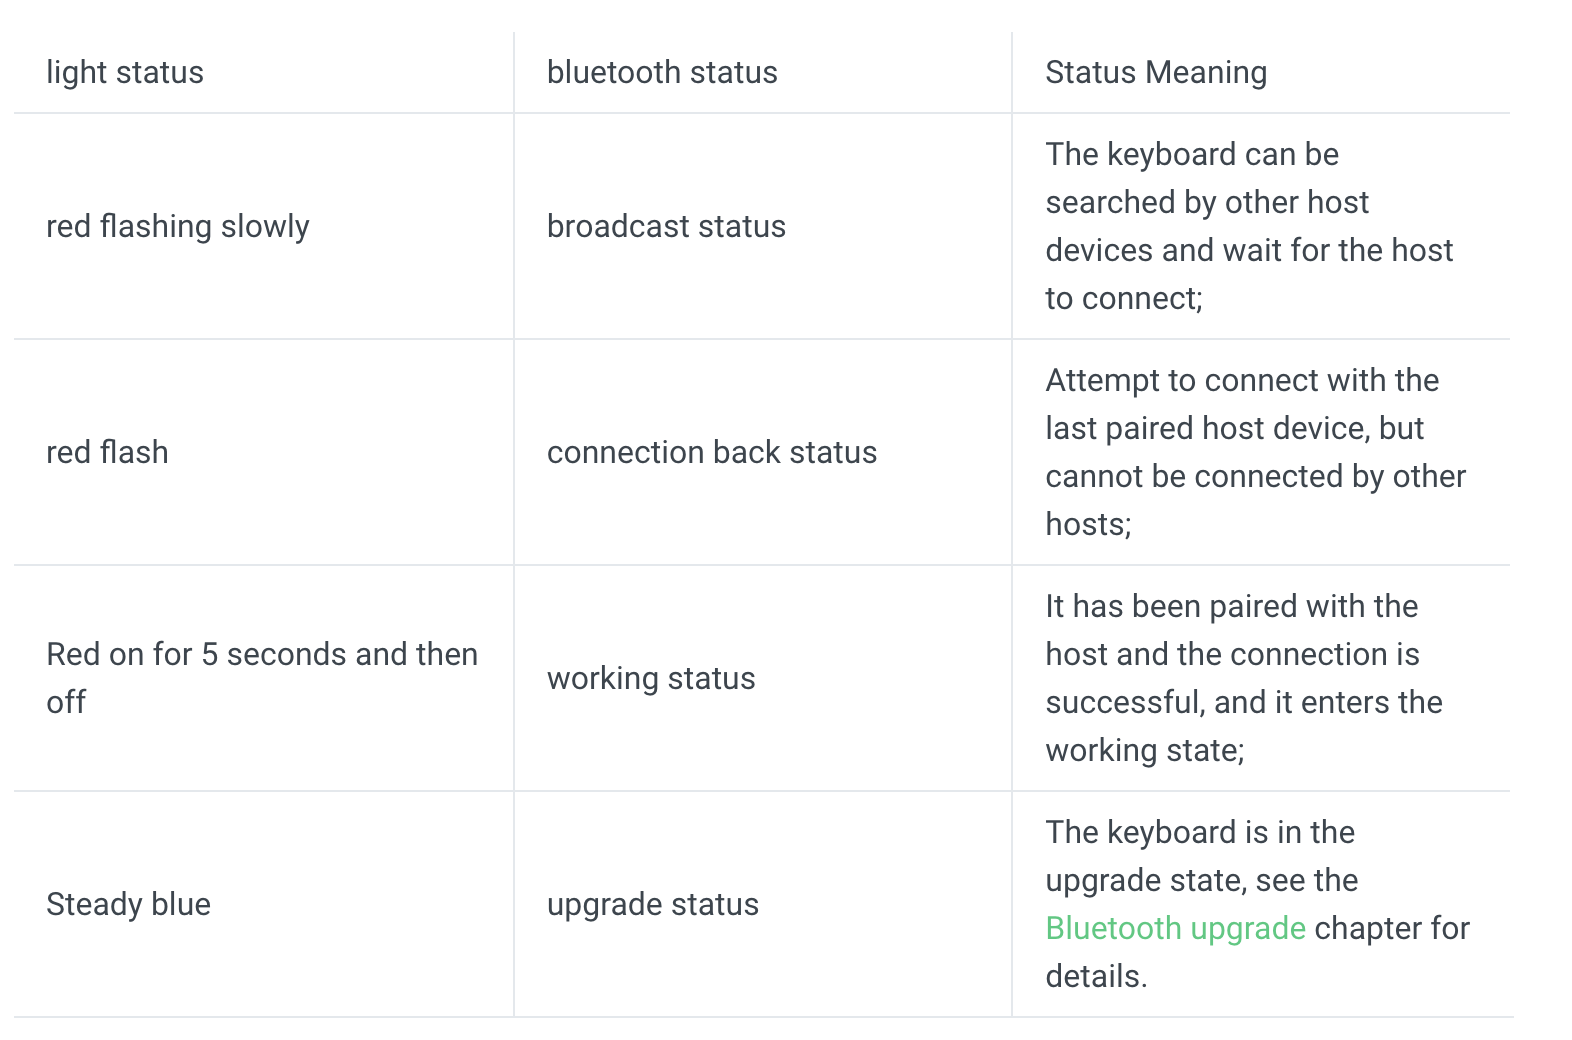 light status
bluetooth status
Status Meaning
red flashing slowly
broadcast status
The keyboard can be
searched by other host
devices and wait for the host
to connect;
red flash
connection back status
Attempt to connect with the
last paired host device, but
cannot be connected by other
hosts;
Red on for 5 seconds and then
off
working status
It has been paired with the
host and the connection is
successful, and it enters the
working state;
Steady blue
upgrade status
The keyboard is in the
upgrade state, see the
Bluetooth upgrade chapter for
details.